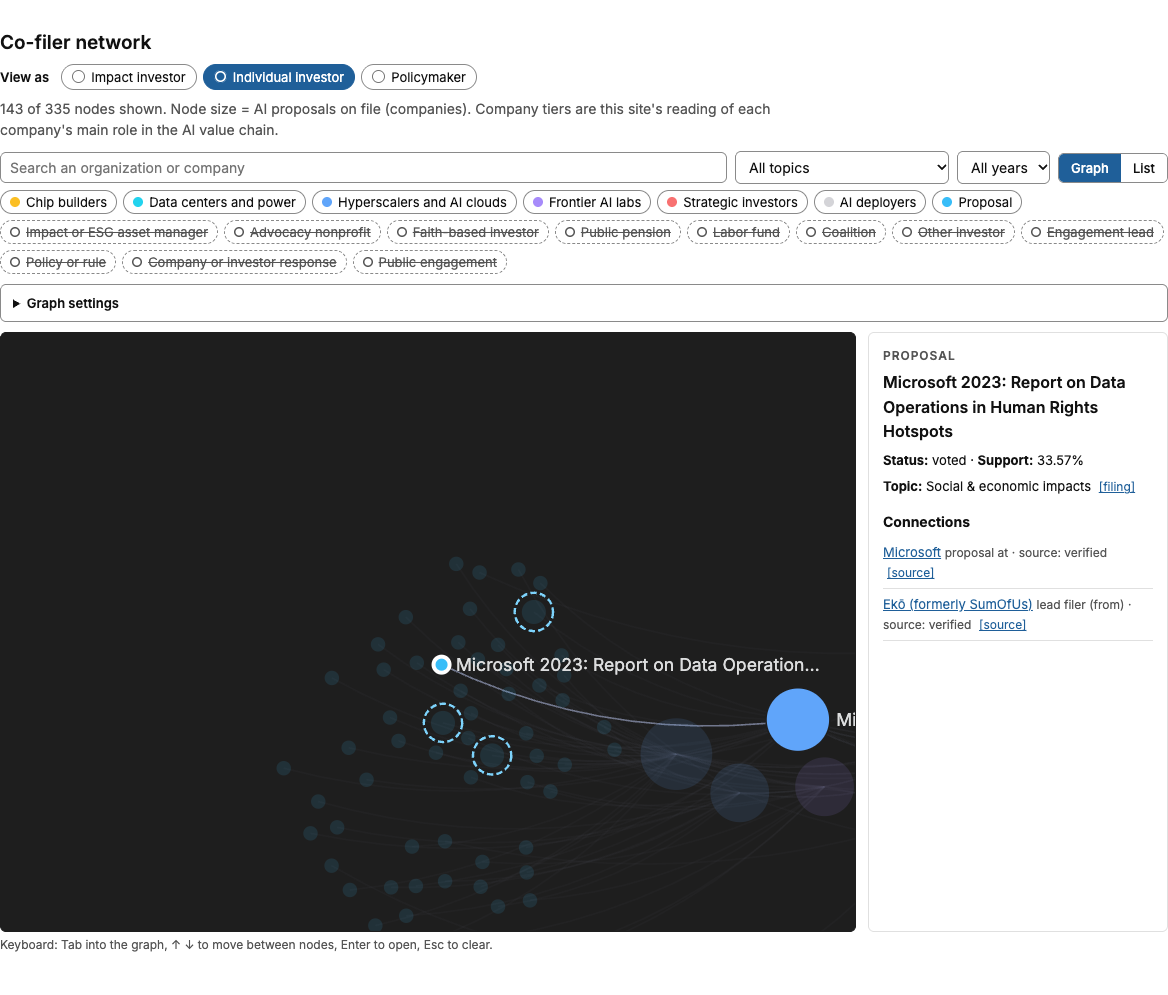 Co-filer network
View as Impact investor Individual investor Policymaker
143 of 335 nodes shown. Node size = AI proposals on file (companies). Company tiers are this site's reading of each
company's main role in the AI value chain.
Search an organization or company All topics All years Graph List
Chip builders Data centers and power Hyperscalers and AI clouds Frontier AI labs Strategic investors AI deployers Proposal
Impact or ESG asset manager Advocacy nonprofit Faith-based investor Public pension Labor fund Coalition Other investor Engagement lead
Policy or rule Company or investor response Public engagement
Graph settings
Microsoft 2023: Report on Data Operation...
Mi
PROPOSAL
Microsoft 2023: Report on Data
Operations in Human Rights
Hotspots
Status: voted · Support: 33.57%
Topic: Social & economic impacts [filing]
Connections
Microsoft proposal at · source: verified
[source]
Ekō (formerly SumOfUs) lead filer (from) ·
source: verified [source]
Keyboard: Tab into the graph, ↑ ↓ to move between nodes, Enter to open, Esc to clear.